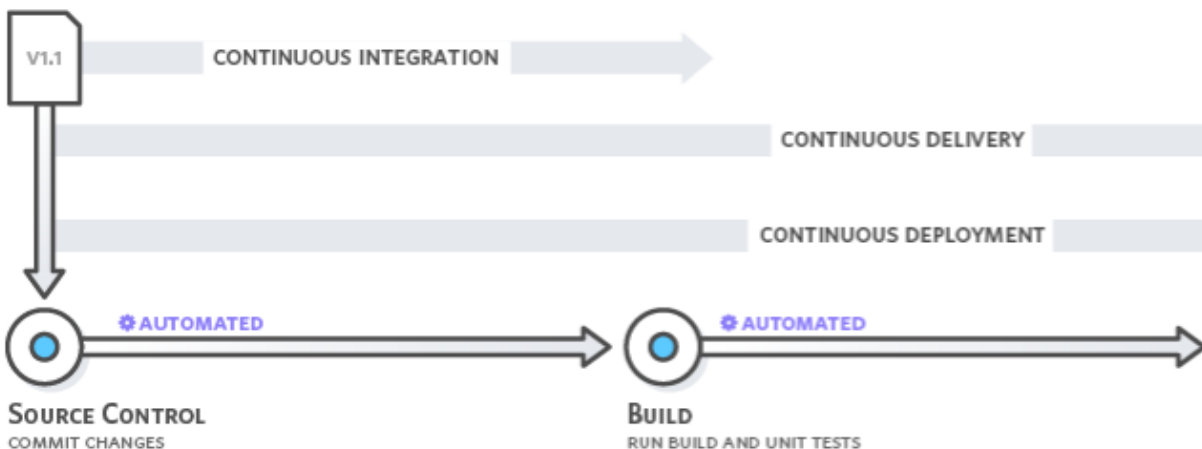 V1.1
CONTINUOUS INTEGRATION
CONTINUOUS DELIVERY
CONTINUOUS DEPLOYMENT
AUTOMATED
AUTOMATED
SOURCE CONTROL
COMMIT CHANGES
BUILD
RUN BUILD AND UNIT TESTS